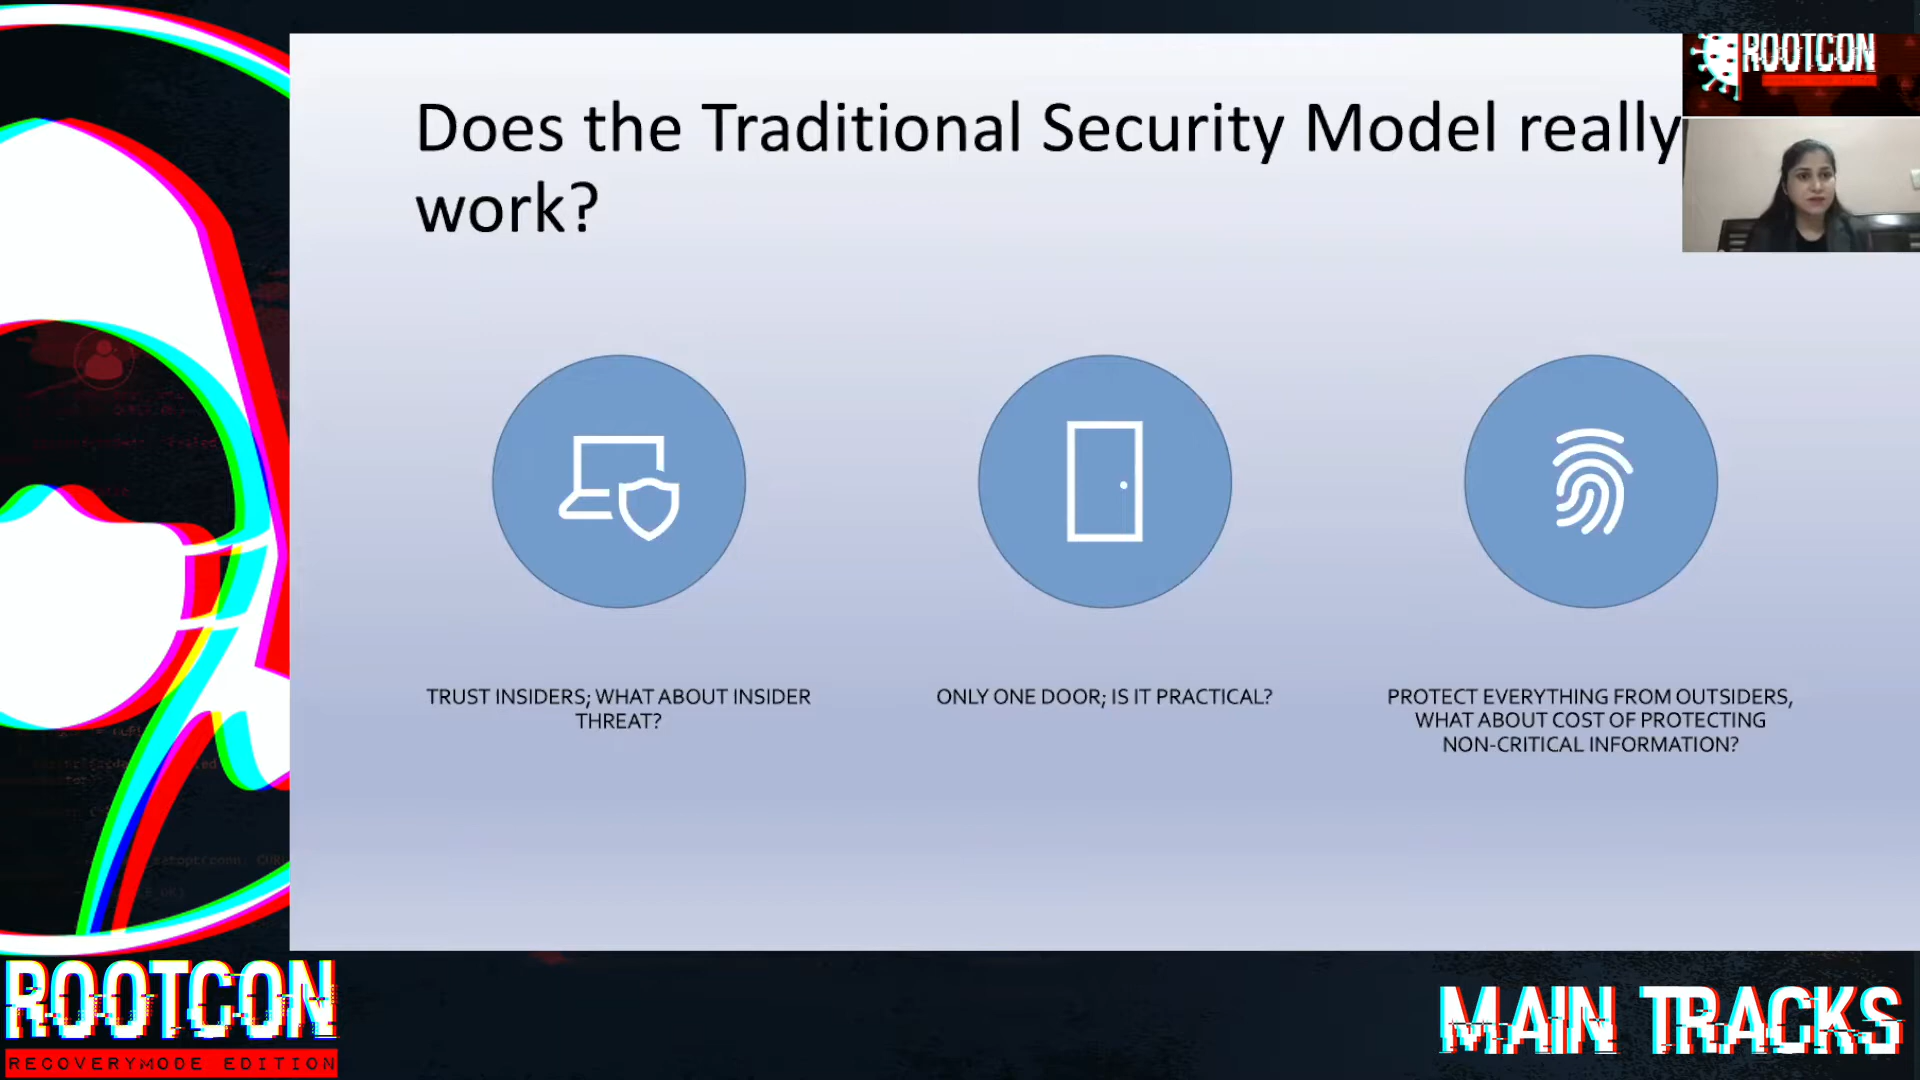 ROOTCON
Does the Traditional Security Model really
work?
TRUST INSIDERS; WHAT ABOUT INSIDER
THREAT?
ONLY ONE DOOR; IS IT PRACTICAL?
PROTECT EVERYTHING FROM OUTSIDERS,
WHAT ABOUT COST OF PROTECTING
NON-CRITICAL INFORMATION?
ROOTCON
RECOVERYMODE EDITION
MAIN TRACKS